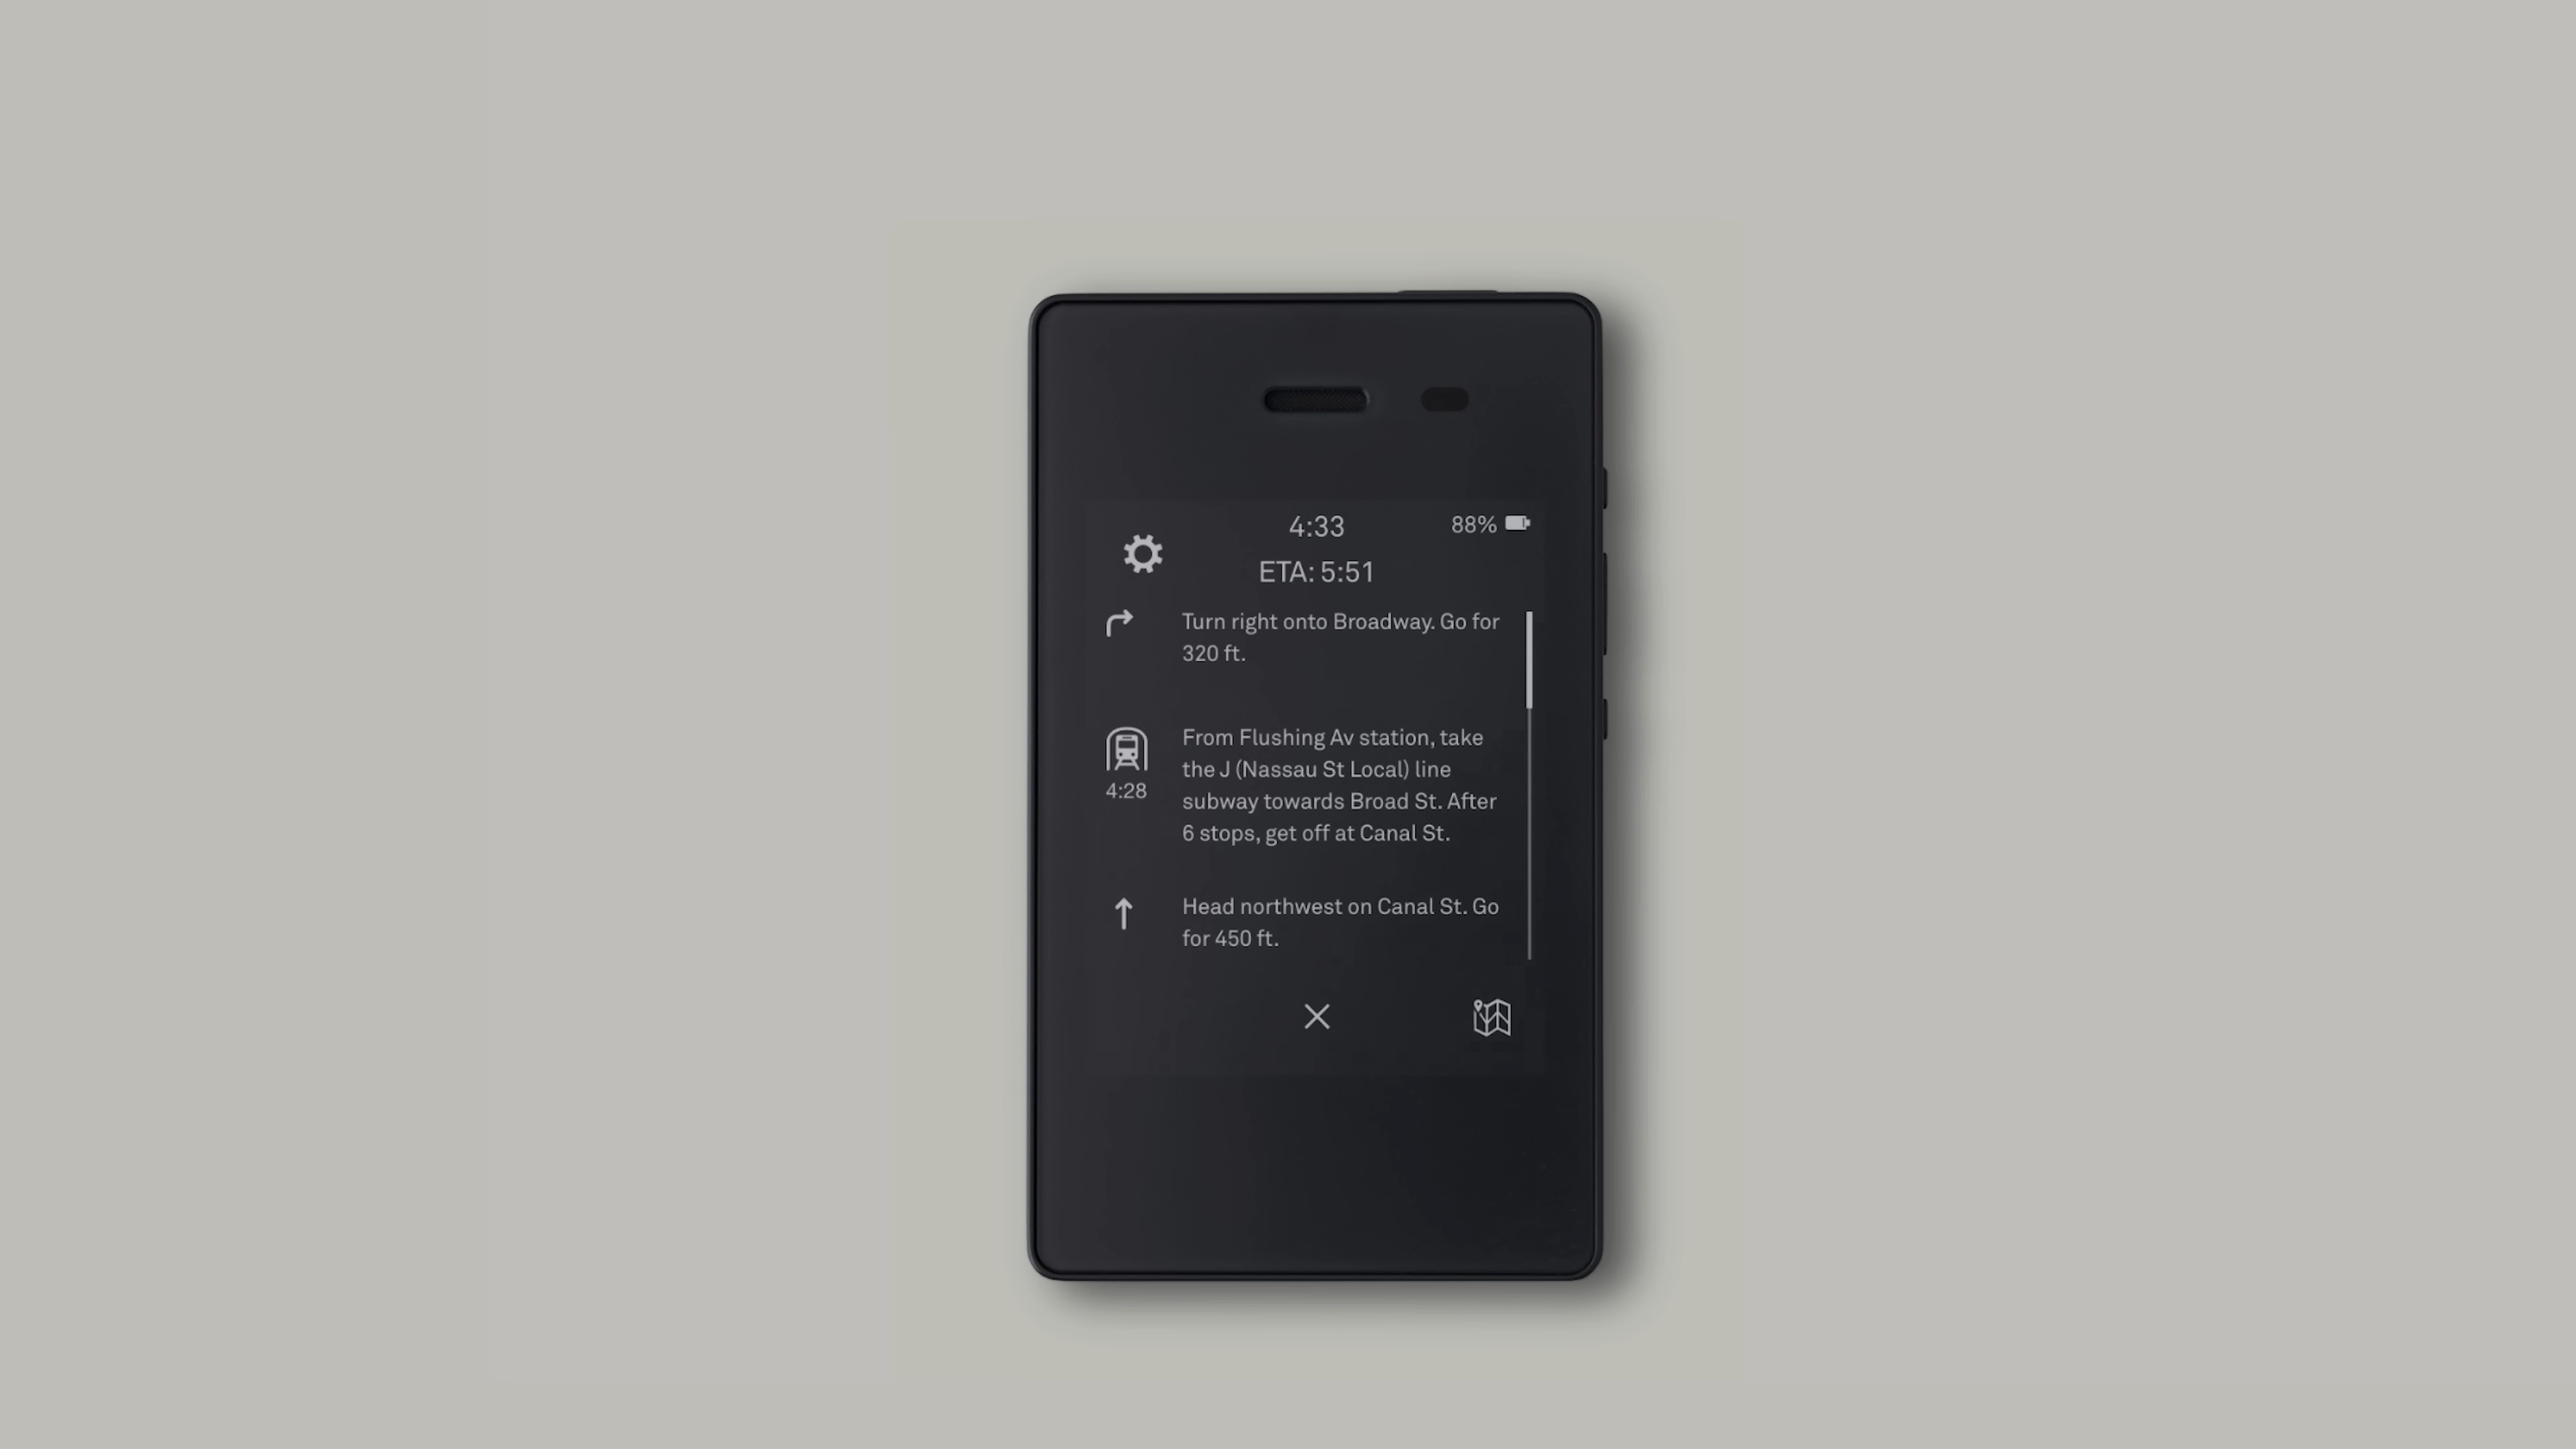 4:33
88%
ETA: 5:51
Turn right onto Broadway. Go for
320 ft.
From Flushing Av station, take
the J (Nassau St Local) line
subway towards Broad St. After
6 stops, get off at Canal St.
4:28
Head northwest on Canal St. Go
for 450 ft.